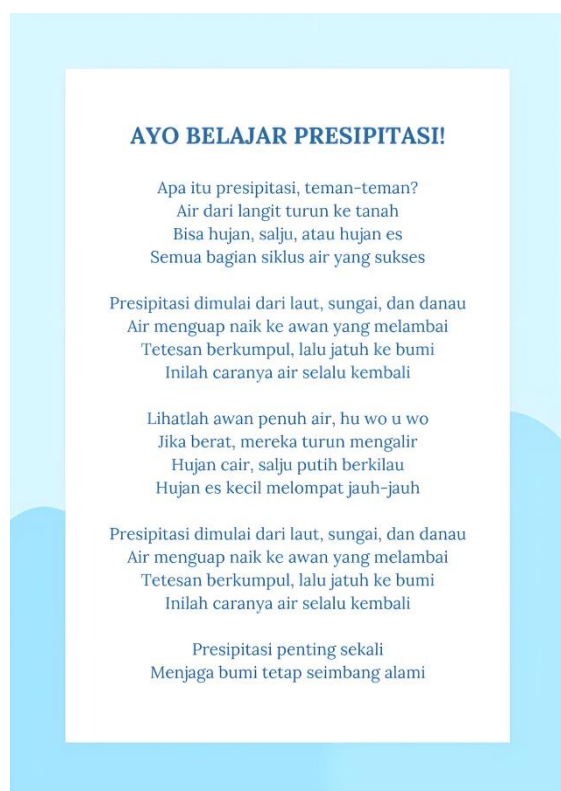 AYO BELAJAR PRESIPITASI!
Apa itu presipitasi, teman-teman?
Air dari langit turun ke tanah
Bisa hujan, salju, atau hujan es
Semua bagian siklus air yang sukses
Presipitasi dimulai dari laut, sungai, dan danau
Air menguap naik ke awan yang melambai
Tetesan berkumpul, lalu jatuh ke bumi
Inilah caranya air selalu kembali
Lihatlah awan penuh air, hu wo u wo
Jika berat, mereka turun mengalir
Hujan cair, salju putih berkilau
Hujan es kecil melompat jauh-jauh
Presipitasi dimulai dari laut, sungai, dan danau
Air menguap naik ke awan yang melambai
Tetesan berkumpul, lalu jatuh ke bumi
Inilah caranya air selalu kembali
Presipitasi penting sekali
Menjaga bumi tetap seimbang alami